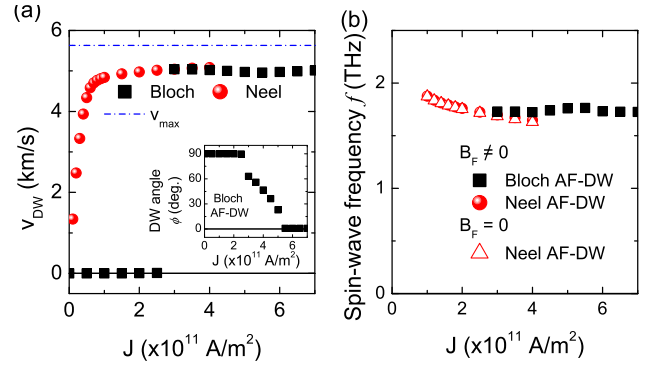 (a)
6
4
2
0
v_DW (km/s)
Bloch Neel
v_max
90
60
30
0
DW angle
ϕ (deg.)
Bloch
AF-DW
0 2 4 6
J (x10^11 A/m^2)
0 2 4 6
J (x10^11 A/m^2)
(b)
2
1
0
Spin-wave frequency f (THz)
B_F ≠ 0
Bloch AF-DW
Neel AF-DW
B_F = 0
Neel AF-DW
0 2 4 6
J (x10^11 A/m^2)